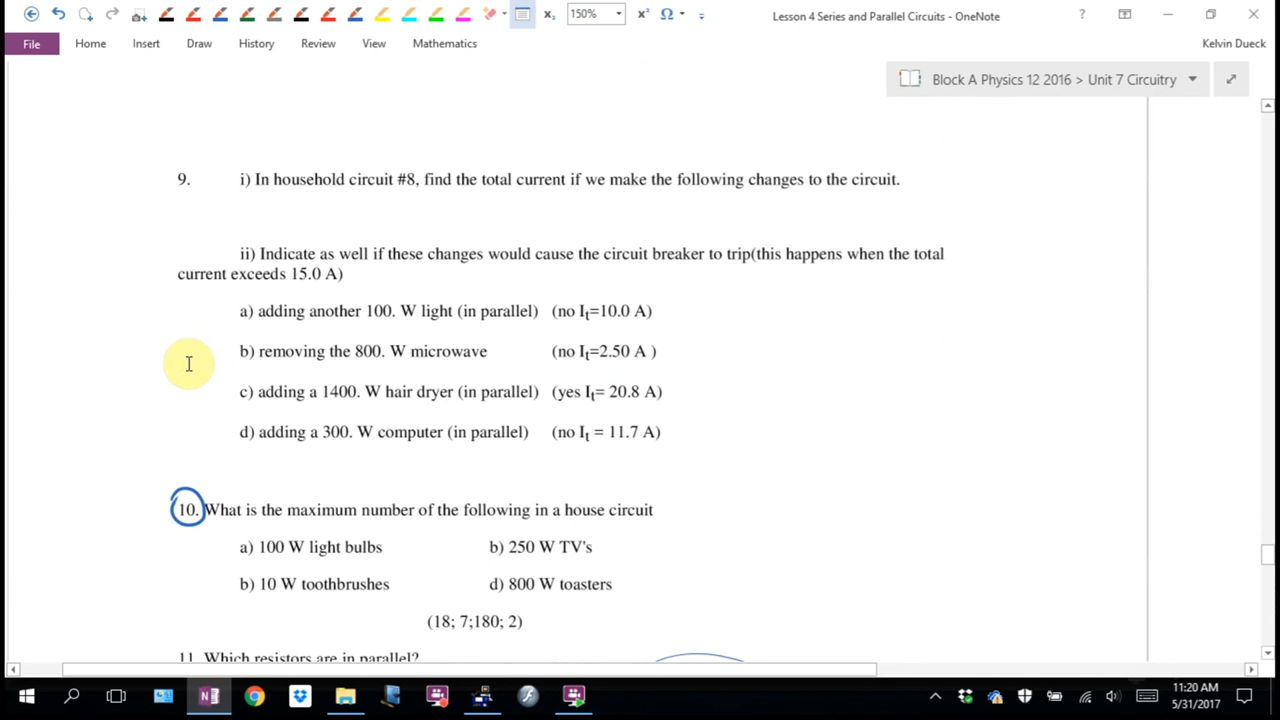 150%
Lesson 4 Series and Parallel Circuits - OneNote
File Home Insert Draw History Review View Mathematics Kelvin Dueck
Block A Physics 12 2016 > Unit 7 Circuitry
9. i) In household circuit #8, find the total current if we make the following changes to the circuit.
ii) Indicate as well if these changes would cause the circuit breaker to trip(this happens when the total
current exceeds 15.0 A)
a) adding another 100. W light (in parallel) (no It=10.0 A)
b) removing the 800. W microwave (no It=2.50 A )
c) adding a 1400. W hair dryer (in parallel) (yes It= 20.8 A)
d) adding a 300. W computer (in parallel) (no It = 11.7 A)
10. What is the maximum number of the following in a house circuit
a) 100 W light bulbs b) 250 W TV's
b) 10 W toothbrushes d) 800 W toasters
(18; 7;180; 2)
11. Which resistors are in parallel?
11:20 AM
5/31/2017